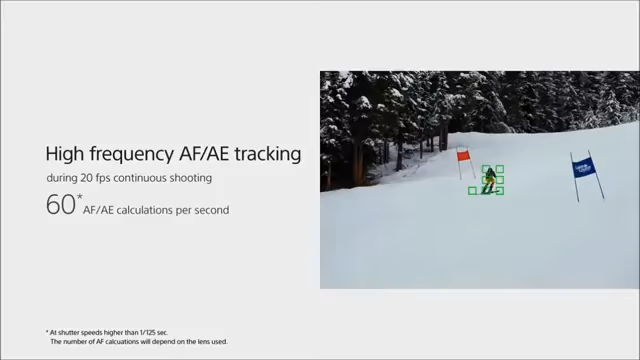 High frequency AF/AE tracking
during 20 fps continuous shooting
60* AF/AE calculations per second
* At shutter speeds higher than 1/125 sec.
The number of AF calcuations will depend on the lens used.